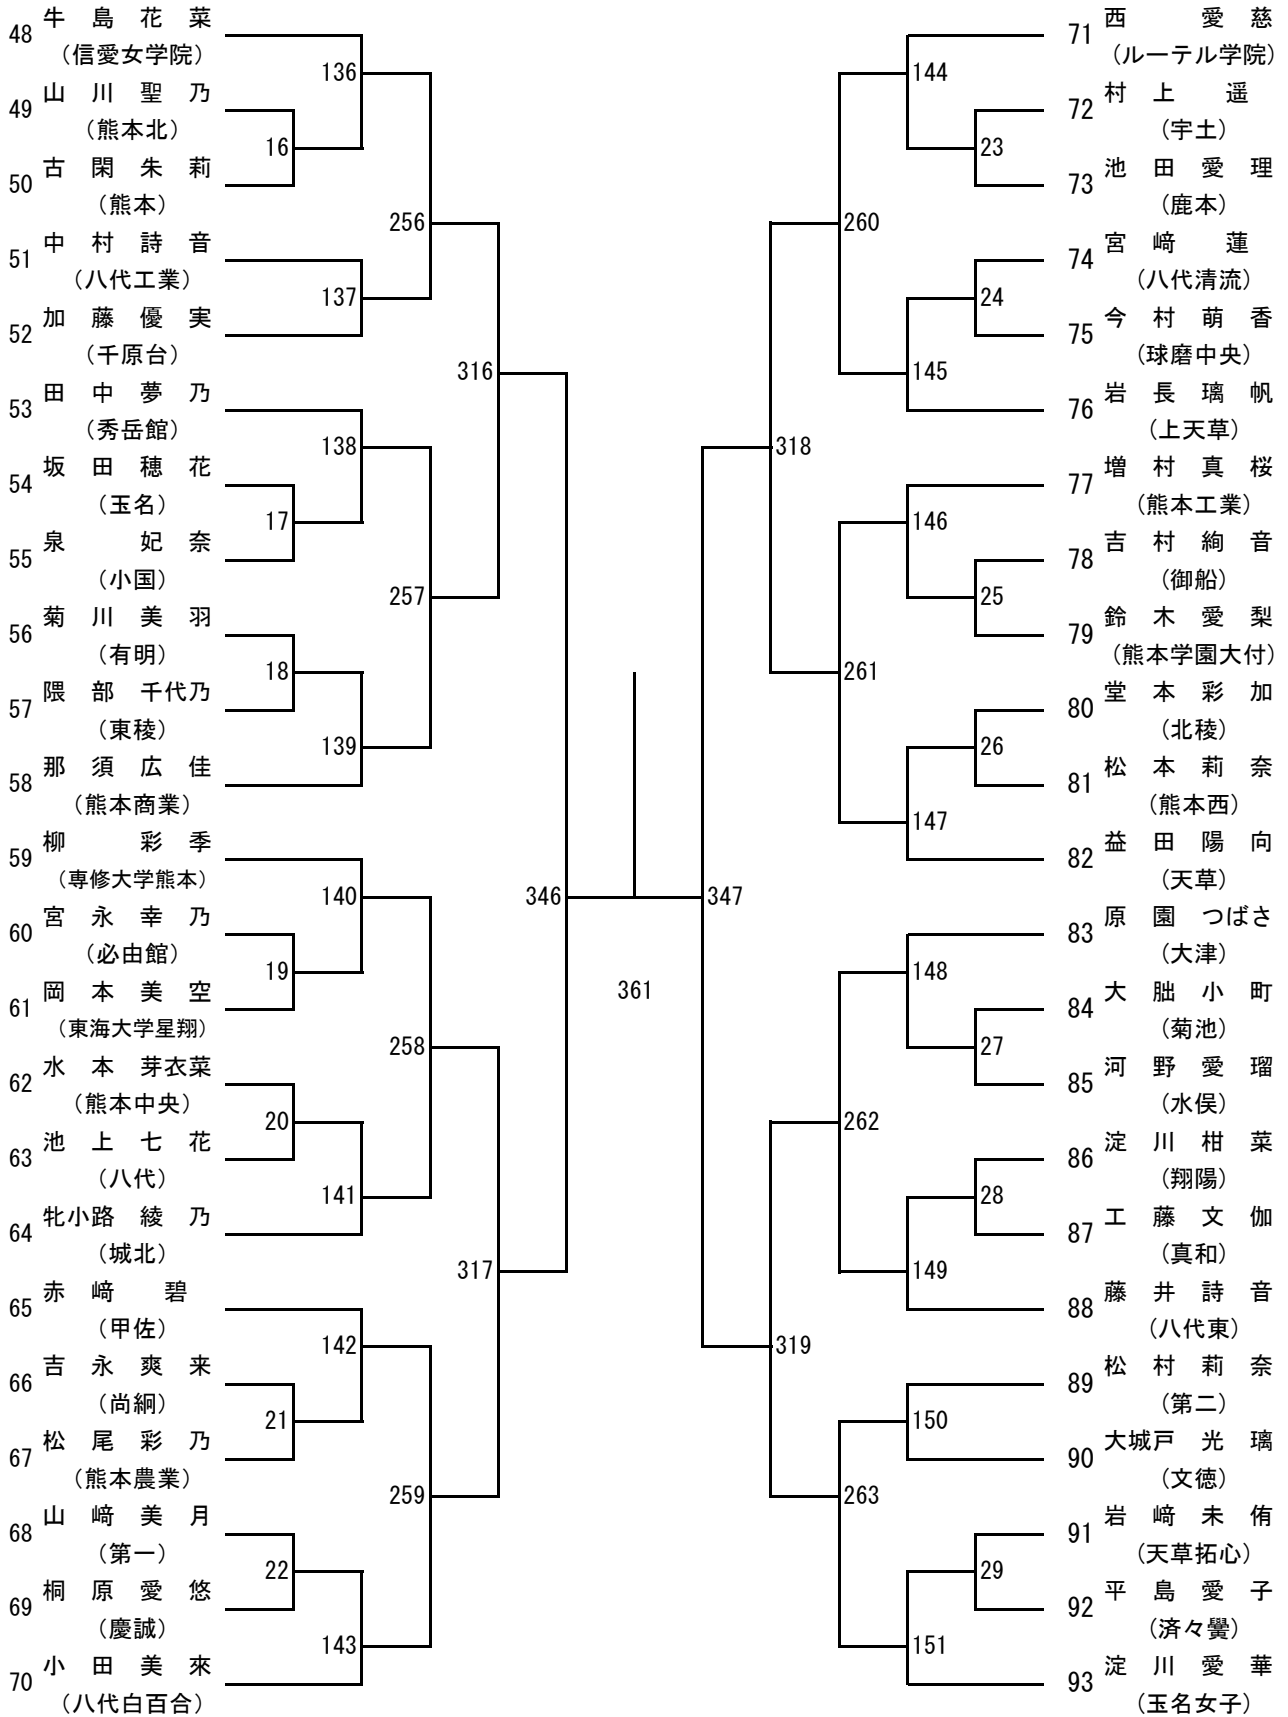 48 牛島花菜
（信愛女学院）
49 山川聖乃
（熊本北）
50 古閑朱莉
（熊本）
51 中村詩音
（八代工業）
52 加藤優実
（千原台）
53 田中夢乃
（秀岳館）
54 坂田穂花
（玉名）
55 泉妃奈
（小国）
56 菊川美羽
（有明）
57 隈部千代乃
（東稜）
58 那須広佳
（熊本商業）
59 柳彩季
（専修大学熊本）
60 宮永幸乃
（必由館）
61 岡本美空
（東海大学星翔）
62 水本芽衣菜
（熊本中央）
63 池上七花
（八代）
64 牝小路綾乃
（城北）
65 赤﨑碧
（甲佐）
66 吉永爽来
（尚絅）
67 松尾彩乃
（熊本農業）
68 山﨑美月
（第一）
69 桐原愛悠
（慶誠）
70 小田美來
（八代白百合）
16
17
18
19
20
21
22
136
137
138
139
140
141
142
143
256
257
258
259
316
317
346
361
347
318
319
260
261
262
263
144
145
146
147
148
149
150
151
23
24
25
26
27
28
29
71 西愛慈
（ルーテル学院）
72 村上遥
（宇土）
73 池田愛理
（鹿本）
74 宮﨑蓮
（八代清流）
75 今村萌香
（球磨中央）
76 岩長璃帆
（上天草）
77 増村真桜
（熊本工業）
78 吉村絢音
（御船）
79 鈴木愛梨
（熊本学園大付）
80 堂本彩加
（北稜）
81 松本莉奈
（熊本西）
82 益田陽向
（天草）
83 原園つばさ
（大津）
84 大朏小町
（菊池）
85 河野愛瑠
（水俣）
86 淀川柑菜
（翔陽）
87 工藤文伽
（真和）
88 藤井詩音
（八代東）
89 松村莉奈
（第二）
90 大城戸光璃
（文徳）
91 岩﨑未侑
（天草拓心）
92 平島愛子
（済々黌）
93 淀川愛華
（玉名女子）